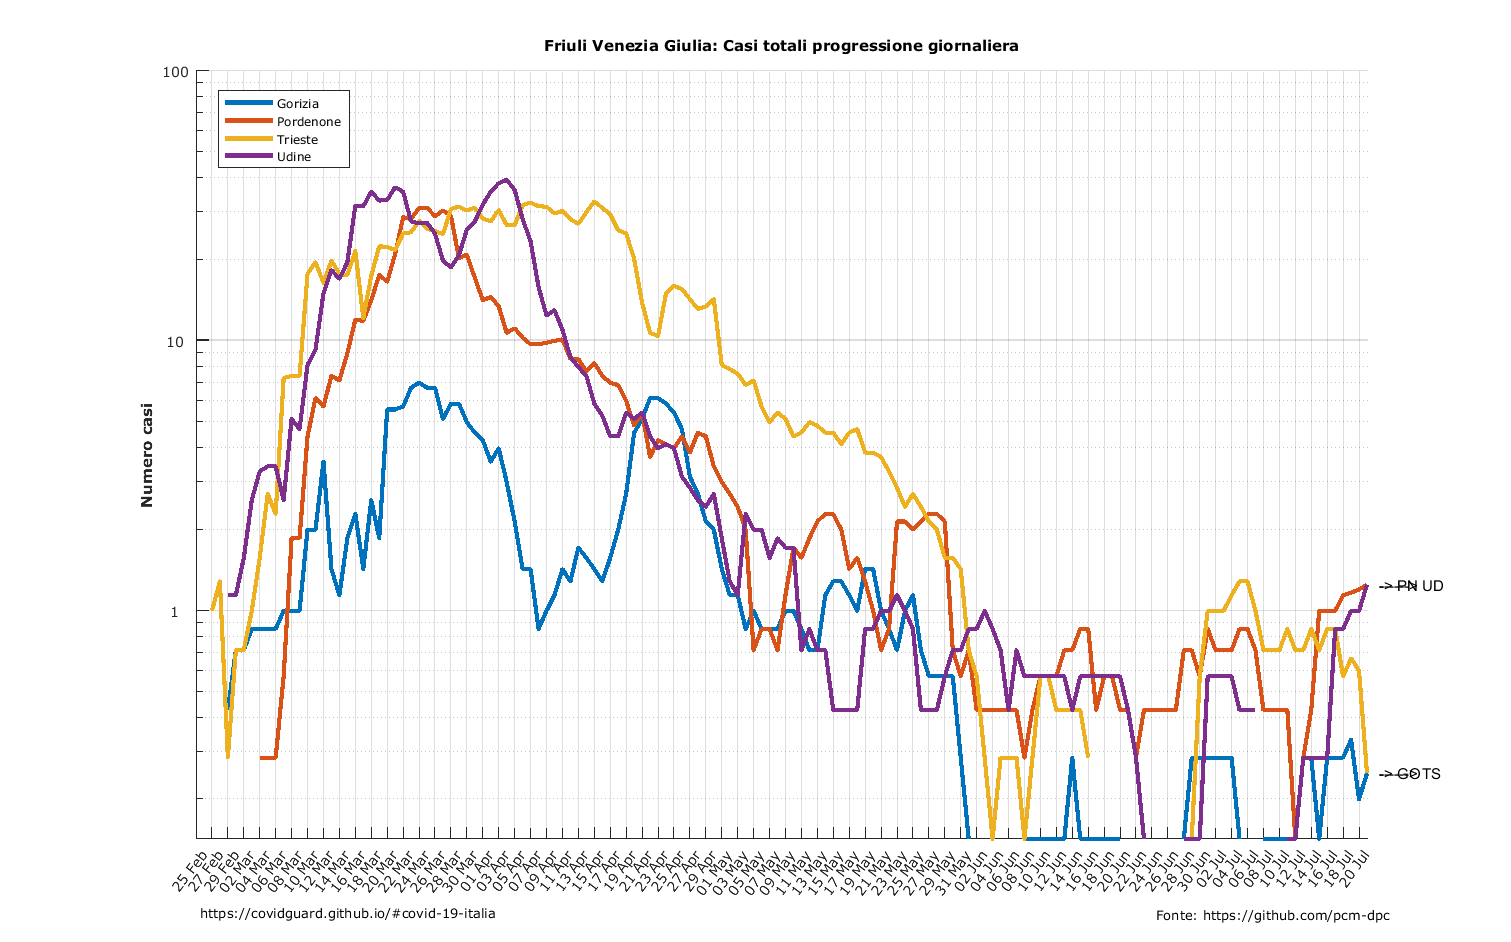 Friuli Venezia Giulia: Casi totali progressione giornaliera
100
10
1
Numero casi
Gorizia
Pordenone
Trieste
Udine
25 Feb
27 Feb
29 Feb
02 Mar
04 Mar
06 Mar
08 Mar
10 Mar
12 Mar
14 Mar
16 Mar
18 Mar
20 Mar
22 Mar
24 Mar
26 Mar
28 Mar
30 Mar
01 Apr
03 Apr
05 Apr
07 Apr
09 Apr
11 Apr
13 Apr
15 Apr
17 Apr
19 Apr
21 Apr
23 Apr
25 Apr
27 Apr
29 Apr
01 May
03 May
05 May
07 May
09 May
11 May
13 May
15 May
17 May
19 May
21 May
23 May
25 May
27 May
29 May
31 May
02 Jun
04 Jun
06 Jun
08 Jun
10 Jun
12 Jun
14 Jun
16 Jun
18 Jun
20 Jun
22 Jun
24 Jun
26 Jun
28 Jun
30 Jun
02 Jul
04 Jul
06 Jul
08 Jul
10 Jul
12 Jul
14 Jul
16 Jul
18 Jul
20 Jul
-> PN UD
-> GO TS
https://covidguard.github.io/#covid-19-italia
Fonte: https://github.com/pcm-dpc